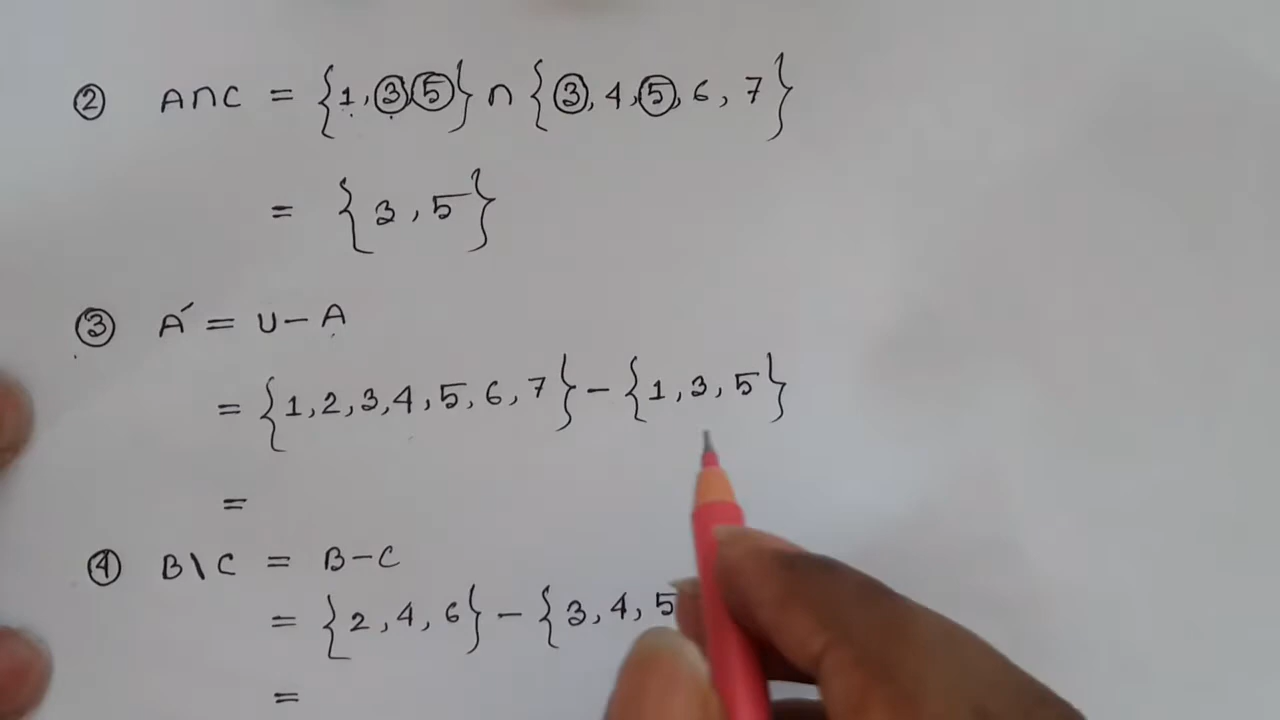 ② A∩C = {1, 3 5} ∩ {3, 4, 5, 6, 7}
= {3, 5}
③ A′ = U − A
= {1, 2, 3, 4, 5, 6, 7} − {1, 3, 5}
=
④ B \ C = B − C
= {2, 4, 6} − {3, 4, 5
=